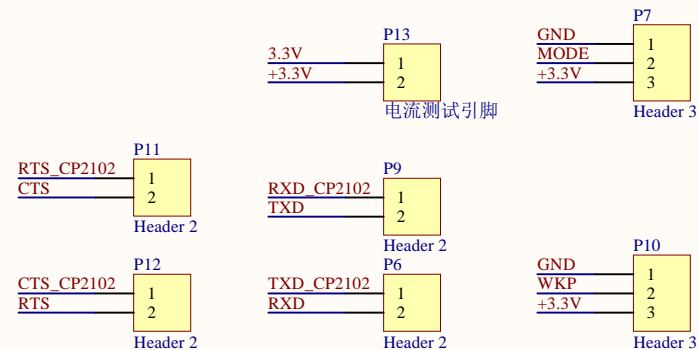 P13
3.3V 1
+3.3V 2
电流测试引脚
P7
GND 1
MODE 2
+3.3V 3
Header 3
P11
RTS_CP2102 1
CTS 2
Header 2
P9
RXD_CP2102 1
TXD 2
Header 2
P12
CTS_CP2102 1
RTS 2
Header 2
P6
TXD_CP2102 1
RXD 2
Header 2
P10
GND 1
WKP 2
+3.3V 3
Header 3